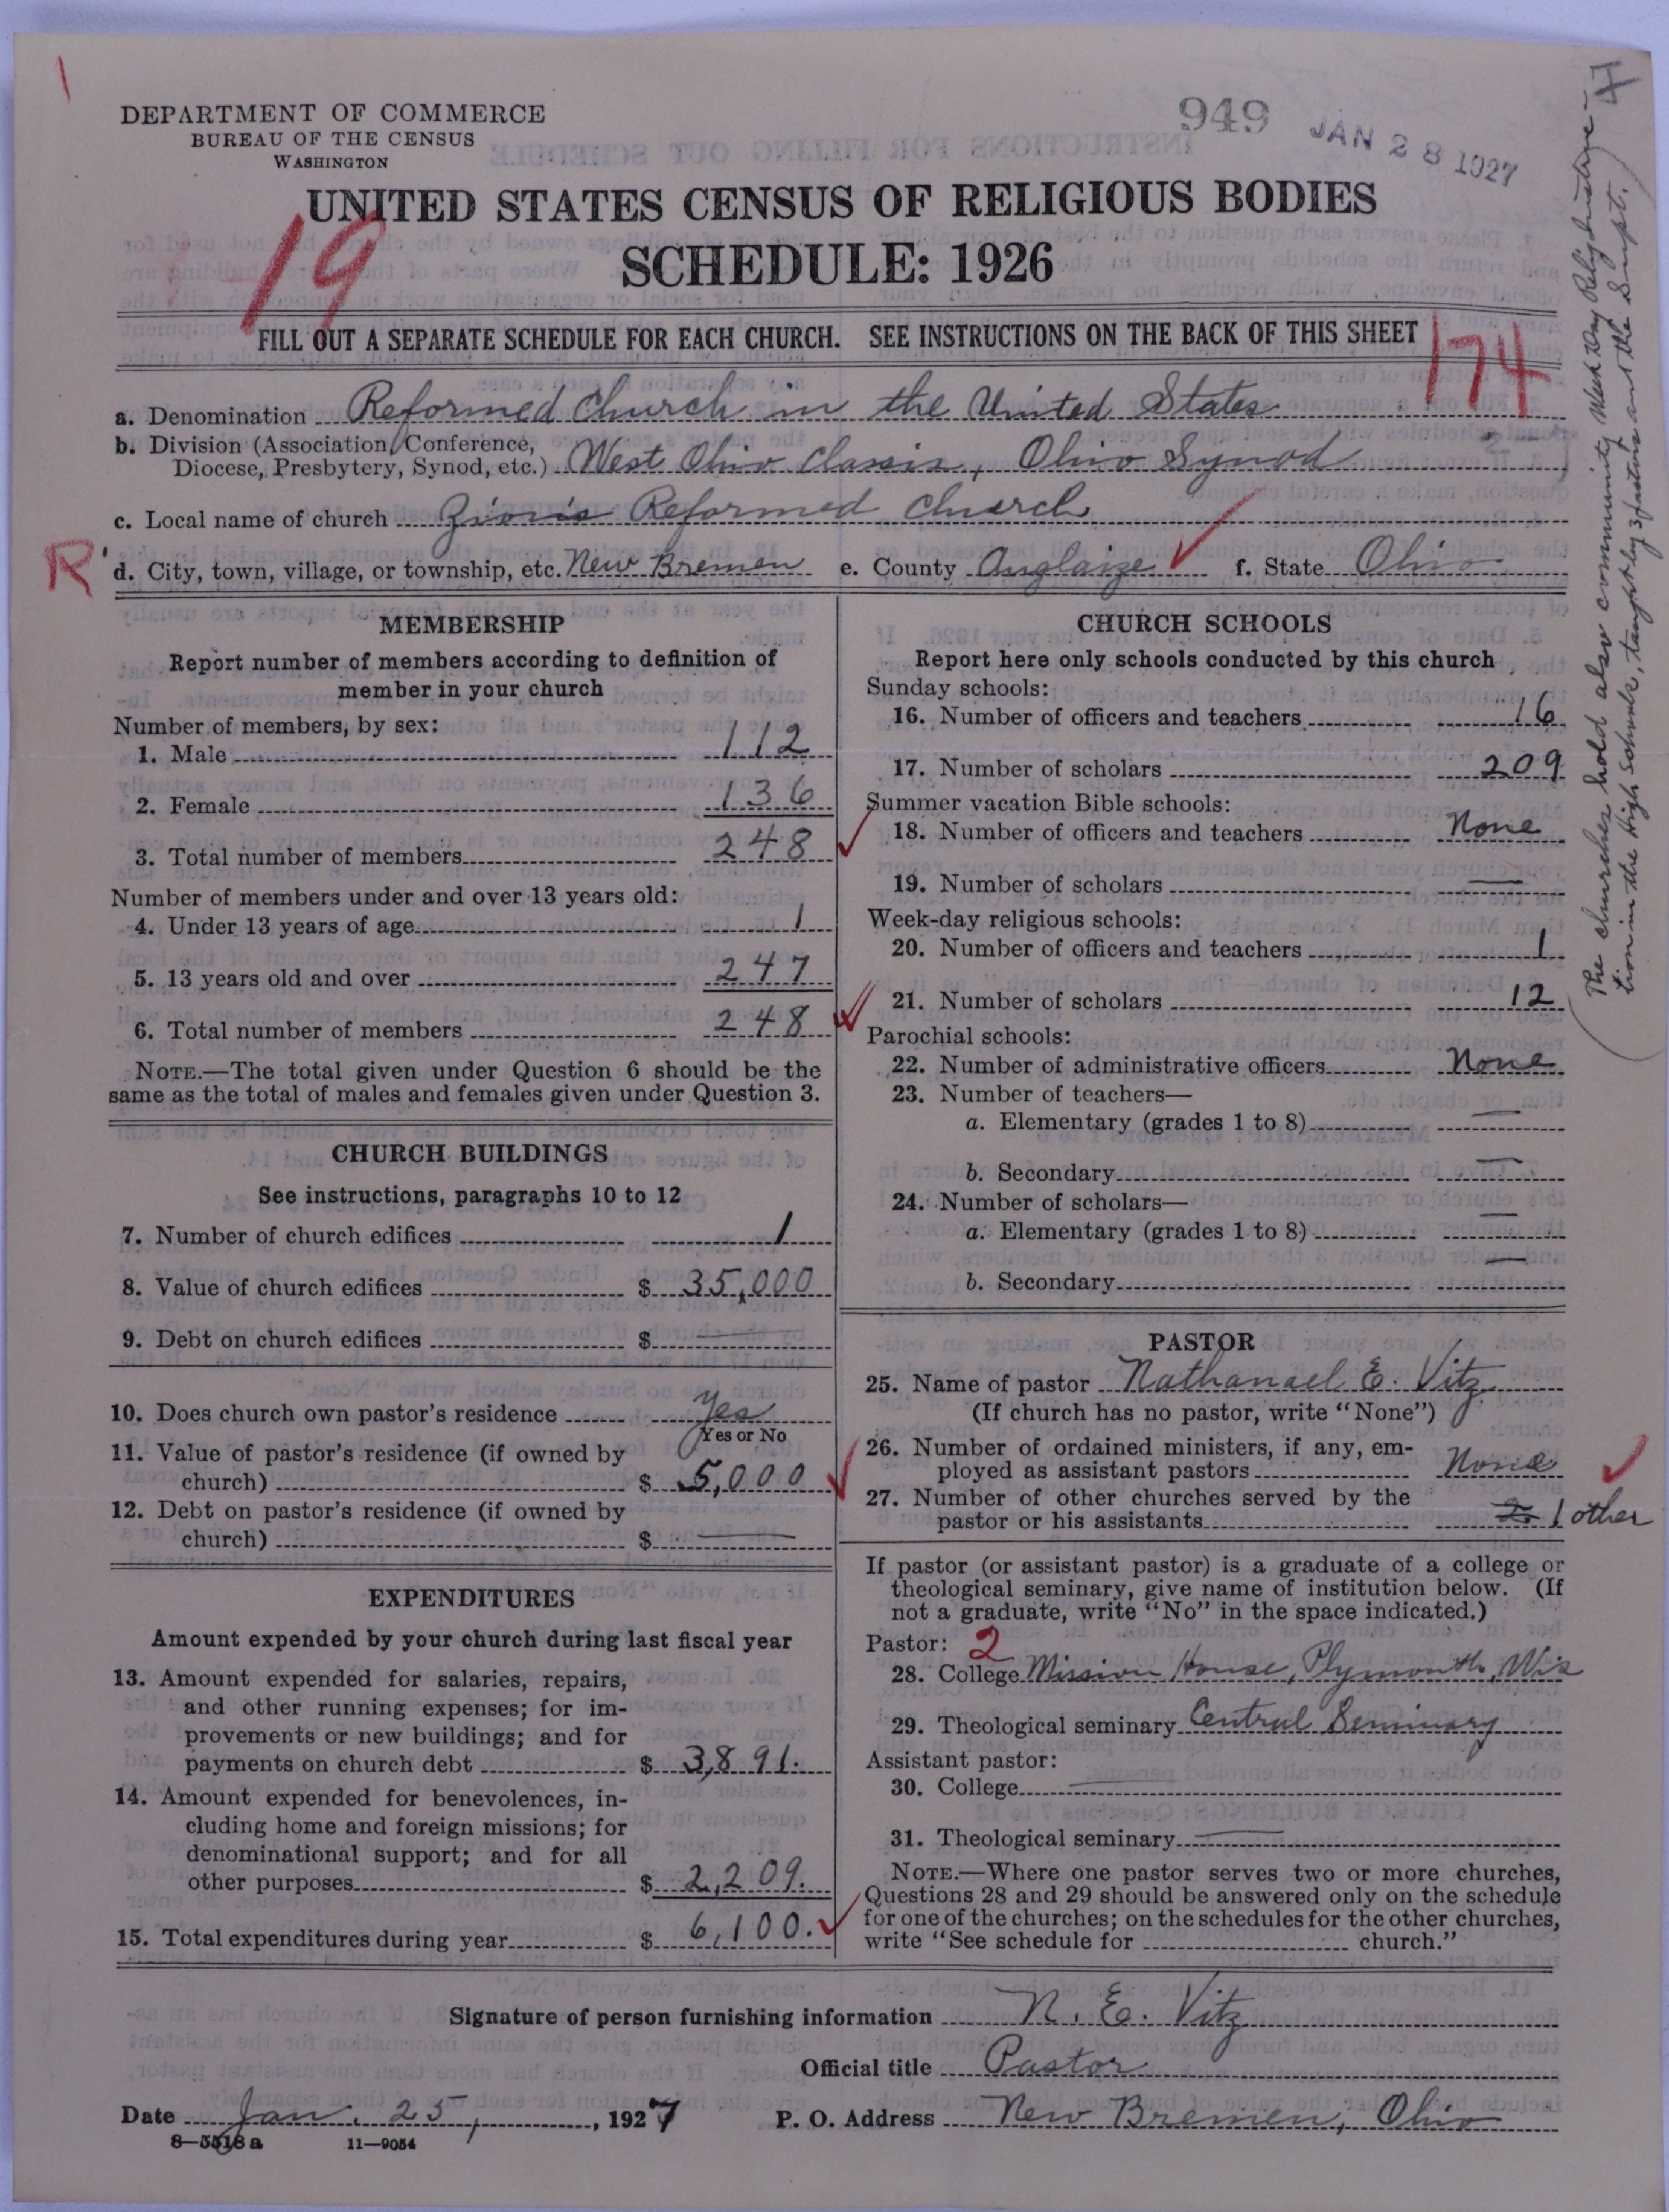 DEPARTMENT OF COMMERCE
BUREAU OF THE CENSUS
WASHINGTON
949
JAN 28 1927
UNITED STATES CENSUS OF RELIGIOUS BODIES
SCHEDULE: 1926
19
FILL OUT A SEPARATE SCHEDULE FOR EACH CHURCH. SEE INSTRUCTIONS ON THE BACK OF THIS SHEET
174
a. Denomination Reformed Church in the United States
b. Division (Association, Conference,
Diocese, Presbytery, Synod, etc.) West Ohio Classis, Ohio Synod
c. Local name of church Zion's Reformed Church
R d. City, town, village, or township, etc. New Bremen e. County Auglaize f. State Ohio
MEMBERSHIP
Report number of members according to definition of
member in your church
Number of members, by sex:
1. Male 112
2. Female 136
3. Total number of members 248
Number of members under and over 13 years old:
4. Under 13 years of age 1
5. 13 years old and over 247
6. Total number of members 248
NOTE.—The total given under Question 6 should be the
same as the total of males and females given under Question 3.
CHURCH BUILDINGS
See instructions, paragraphs 10 to 12
7. Number of church edifices 1
8. Value of church edifices $ 35,000
9. Debt on church edifices $ —
10. Does church own pastor's residence Yes
Yes or No
11. Value of pastor's residence (if owned by
church) $ 5,000
12. Debt on pastor's residence (if owned by
church) $ —
EXPENDITURES
Amount expended by your church during last fiscal year
13. Amount expended for salaries, repairs,
and other running expenses; for im-
provements or new buildings; and for
payments on church debt $ 3,891.
14. Amount expended for benevolences, in-
cluding home and foreign missions; for
denominational support; and for all
other purposes $ 2,209.
15. Total expenditures during year $ 6,100.
CHURCH SCHOOLS
Report here only schools conducted by this church
Sunday schools:
16. Number of officers and teachers 16
17. Number of scholars 209
Summer vacation Bible schools:
18. Number of officers and teachers None
19. Number of scholars —
Week-day religious schools:
20. Number of officers and teachers 1
21. Number of scholars 12
Parochial schools:
22. Number of administrative officers None
23. Number of teachers—
a. Elementary (grades 1 to 8) —
b. Secondary —
24. Number of scholars—
a. Elementary (grades 1 to 8) —
b. Secondary —
PASTOR
25. Name of pastor Nathanael E. Vitz
(If church has no pastor, write "None")
26. Number of ordained ministers, if any, em-
ployed as assistant pastors None
27. Number of other churches served by the
pastor or his assistants 1 other
If pastor (or assistant pastor) is a graduate of a college or
theological seminary, give name of institution below. (If
not a graduate, write "No" in the space indicated.)
Pastor: 2
28. College Mission House, Plymouth, Wis
29. Theological seminary Central Seminary
Assistant pastor:
30. College —
31. Theological seminary —
NOTE.—Where one pastor serves two or more churches,
Questions 28 and 29 should be answered only on the schedule
for one of the churches; on the schedules for the other churches,
write "See schedule for church."
Signature of person furnishing information N. E. Vitz
Official title Pastor
Date Jan. 25, 1927 P. O. Address New Bremen, Ohio
8—5518a 11—9054
(The churches hold also community Week Day Relig. Instruc-
tion in the High Schools, taught by 3 pastors and the Supt.)